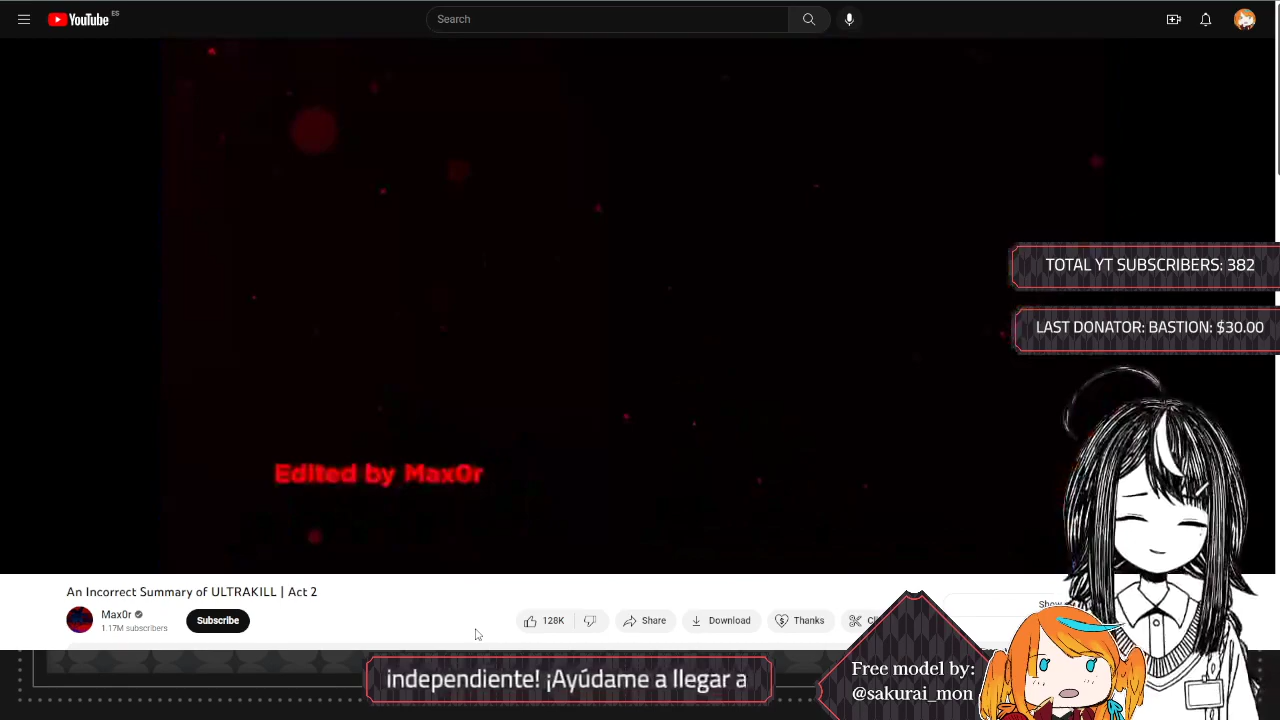 YouTube ES
Search
TOTAL YT SUBSCRIBERS: 382
LAST DONATOR: BASTION: $30.00
Edited by Max0r
An Incorrect Summary of ULTRAKILL | Act 2
Max0r
1.17M subscribers
Subscribe
128K
Share
Download
Thanks
Show
independiente! ¡Ayúdame a llegar a
Free model by:
@sakurai_mon